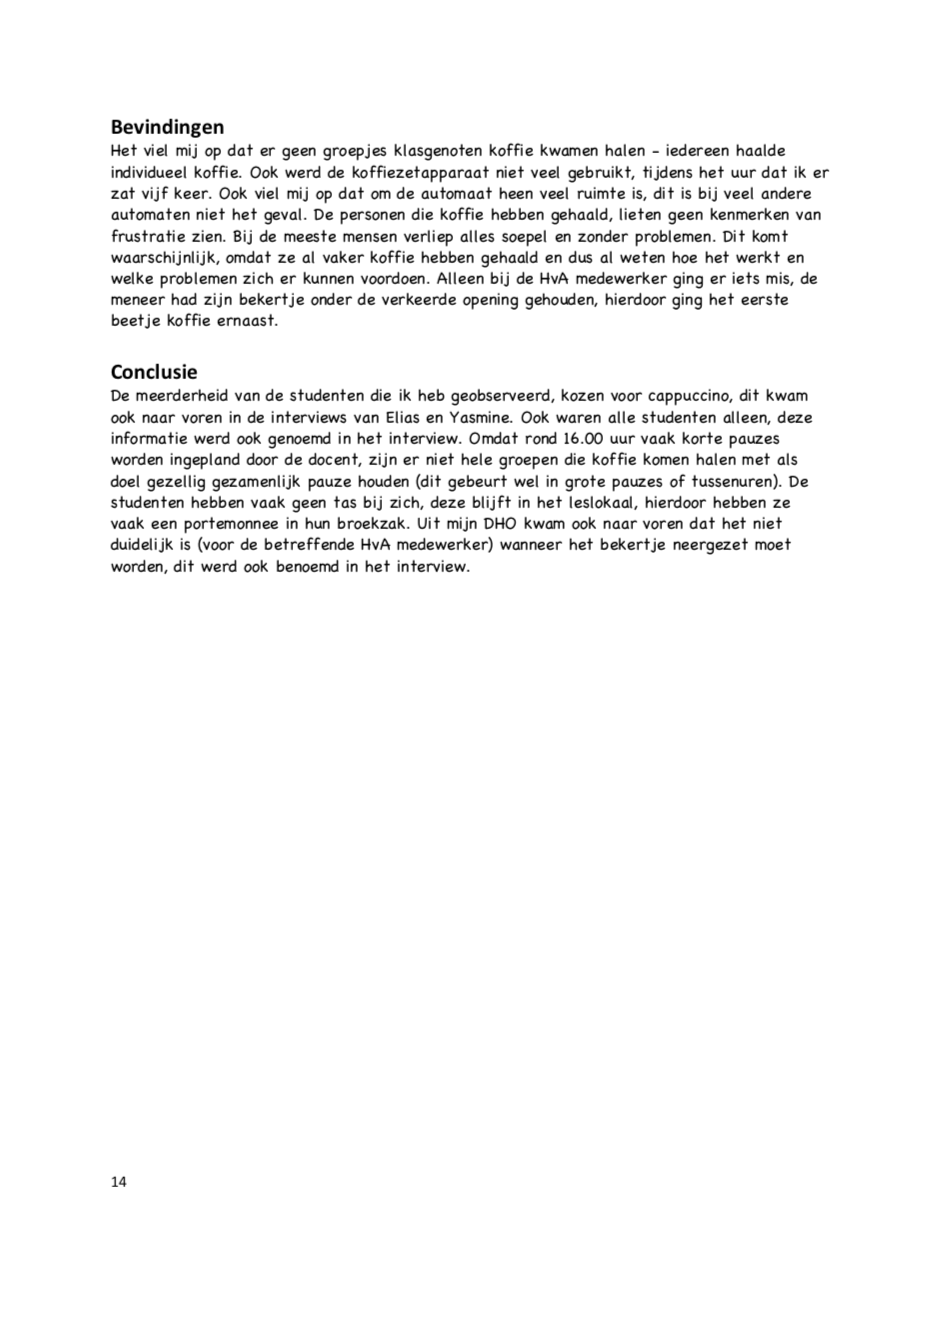 Bevindingen
Het viel mij op dat er geen groepjes klasgenoten koffie kwamen halen – iedereen haalde
individueel koffie. Ook werd de koffiezetapparaat niet veel gebruikt, tijdens het uur dat ik er
zat vijf keer. Ook viel mij op dat om de automaat heen veel ruimte is, dit is bij veel andere
automaten niet het geval. De personen die koffie hebben gehaald, lieten geen kenmerken van
frustratie zien. Bij de meeste mensen verliep alles soepel en zonder problemen. Dit komt
waarschijnlijk, omdat ze al vaker koffie hebben gehaald en dus al weten hoe het werkt en
welke problemen zich er kunnen voordoen. Alleen bij de HvA medewerker ging er iets mis, de
meneer had zijn bekertje onder de verkeerde opening gehouden, hierdoor ging het eerste
beetje koffie ernaast.
Conclusie
De meerderheid van de studenten die ik heb geobserveerd, kozen voor cappuccino, dit kwam
ook naar voren in de interviews van Elias en Yasmine. Ook waren alle studenten alleen, deze
informatie werd ook genoemd in het interview. Omdat rond 16.00 uur vaak korte pauzes
worden ingepland door de docent, zijn er niet hele groepen die koffie komen halen met als
doel gezellig gezamenlijk pauze houden (dit gebeurt wel in grote pauzes of tussenuren). De
studenten hebben vaak geen tas bij zich, deze blijft in het leslokaal, hierdoor hebben ze
vaak een portemonnee in hun broekzak. Uit mijn DHO kwam ook naar voren dat het niet
duidelijk is (voor de betreffende HvA medewerker) wanneer het bekertje neergezet moet
worden, dit werd ook benoemd in het interview.
14